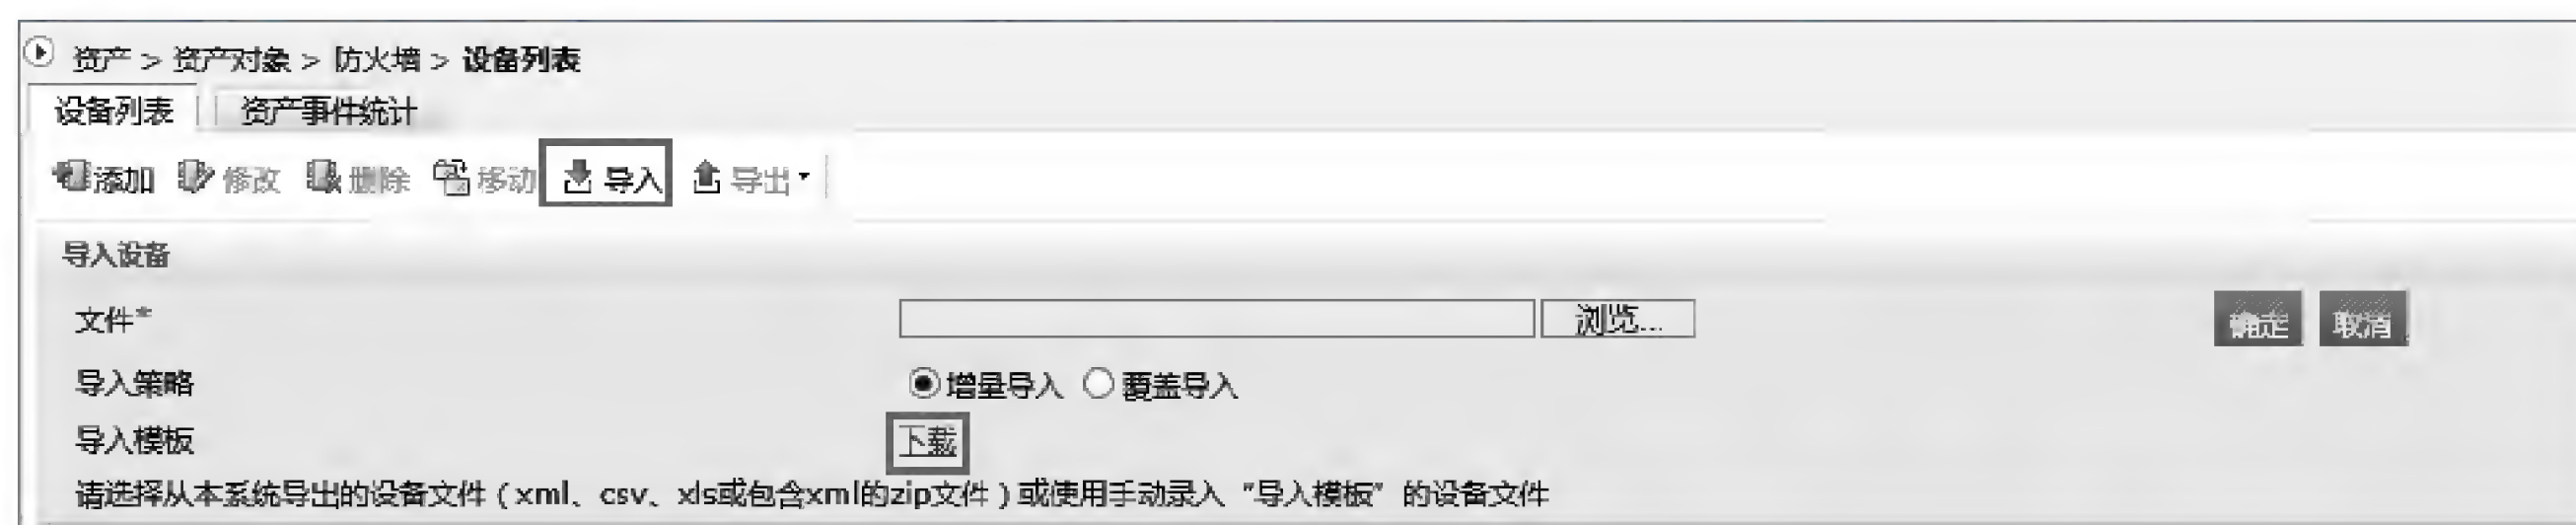 资产 > 资产对象 > 防火墙 > 设备列表
设备列表 资产事件统计
添加 修改 删除 移动 导入 导出
导入设备
文件* 浏览... 确定 取消
导入策略 增量导入 覆盖导入
导入模板 下载
请选择从本系统导出的设备文件(xml、csv、xls或包含xml的zip文件)或使用手动录入“导入模板”的设备文件